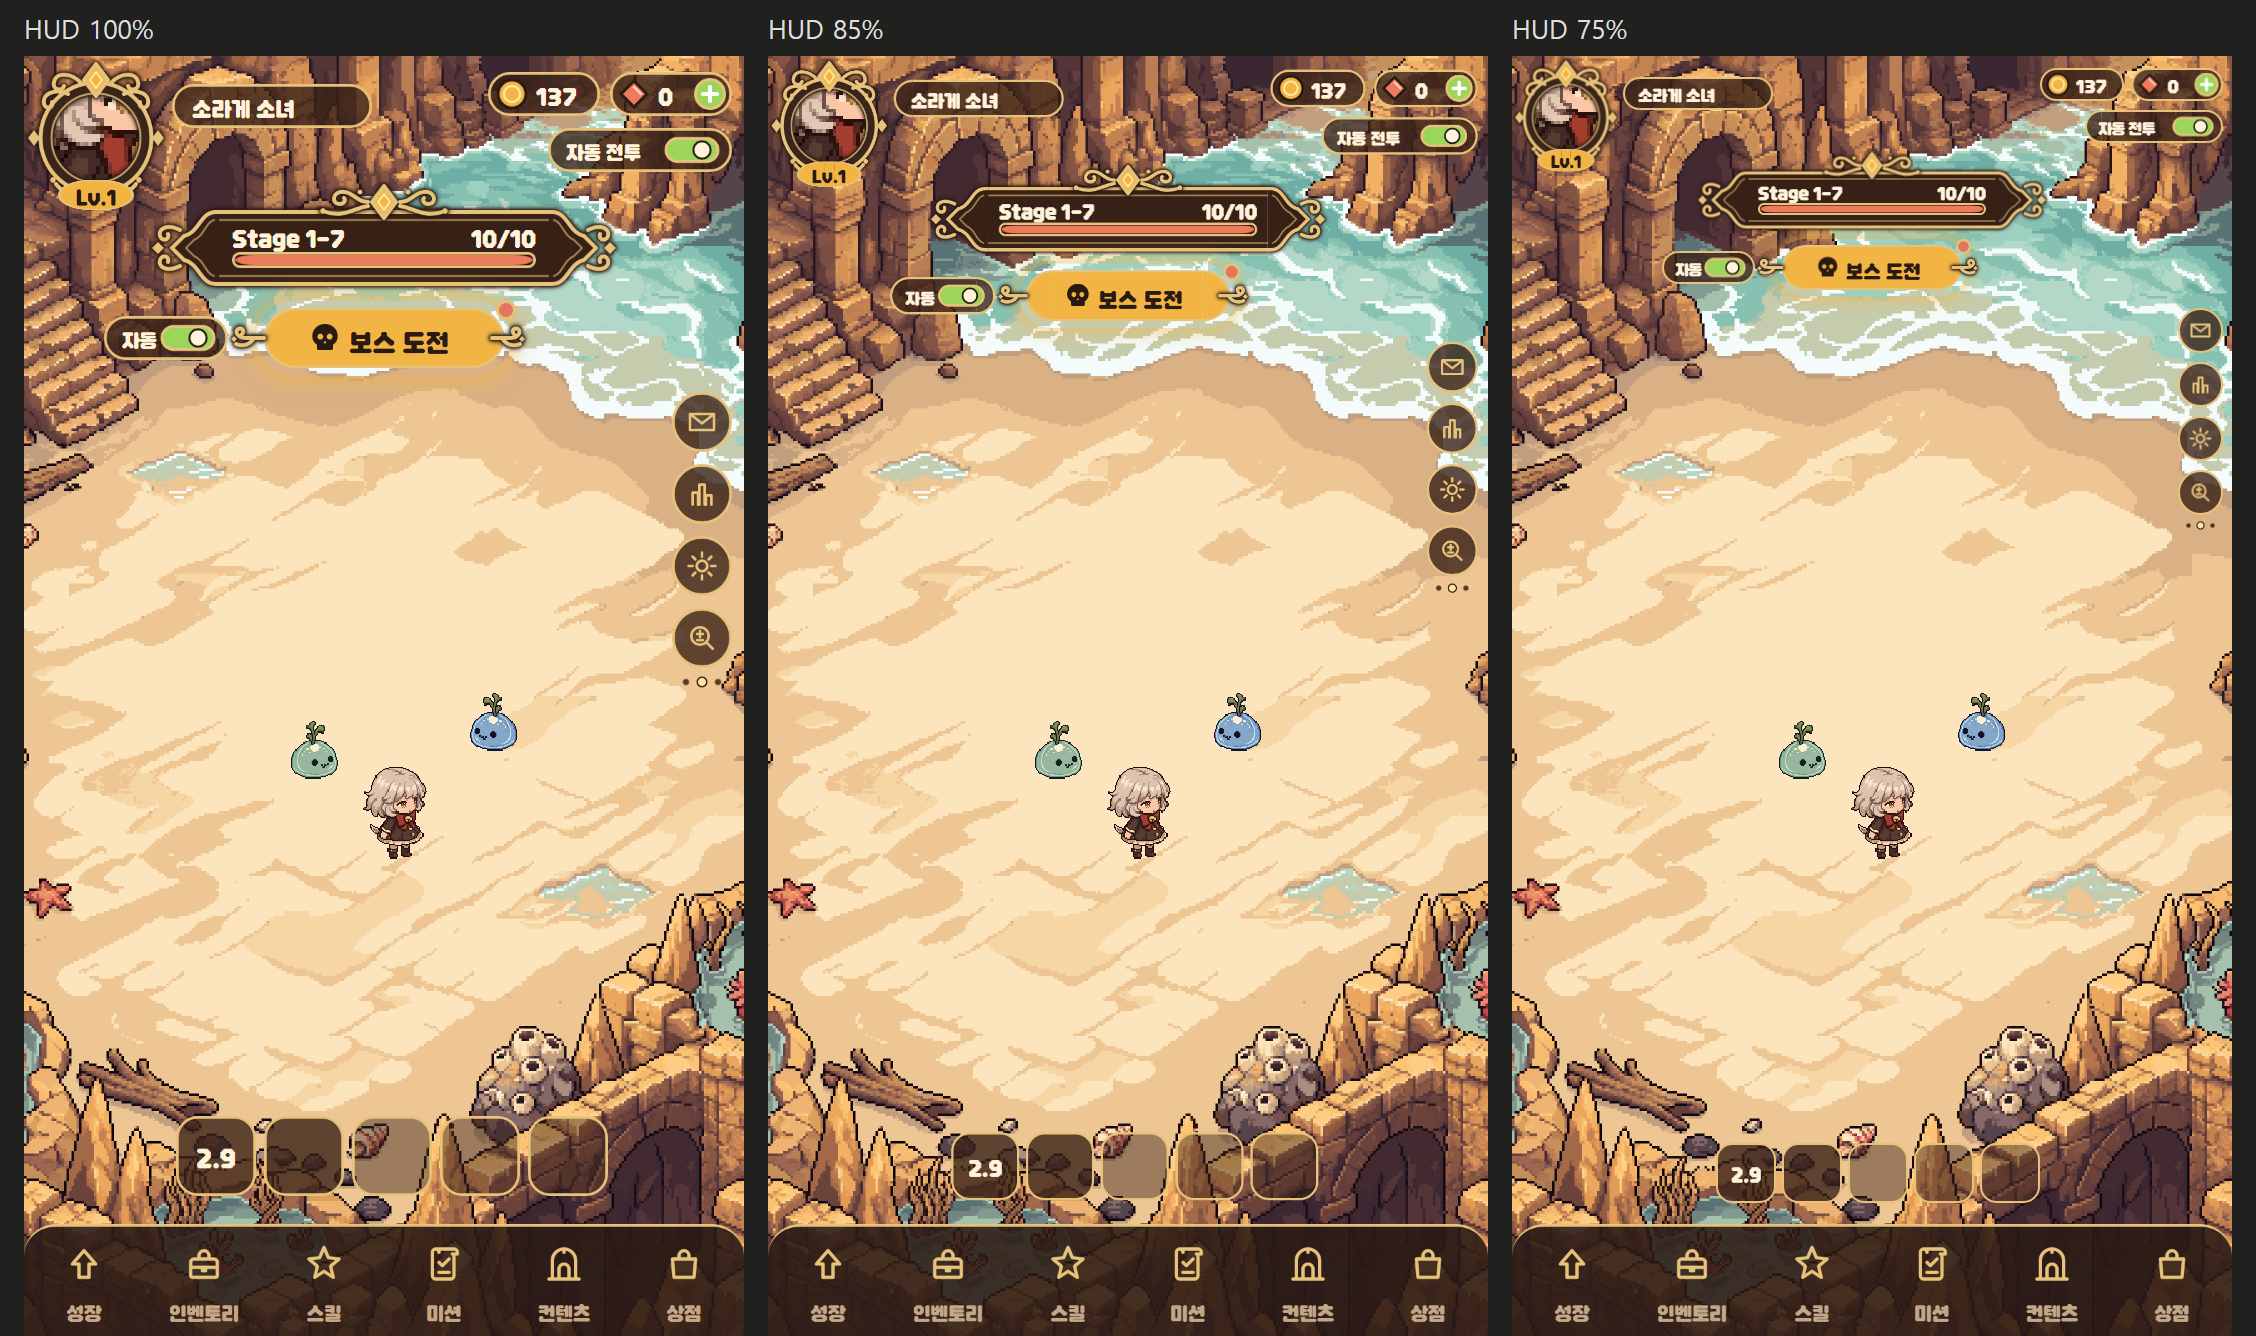 HUD 100%
소라게 소녀
137
0
자동 전투
Lv.1
Stage 1-7
10/10
자동
보스 도전
2.9
성장
인벤토리
스킬
미션
컨텐츠
상점
HUD 85%
소라게 소녀
137
0
자동 전투
Lv.1
Stage 1-7
10/10
자동
보스 도전
2.9
성장
인벤토리
스킬
미션
컨텐츠
상점
HUD 75%
소라게 소녀
137
0
자동 전투
Lv.1
Stage 1-7
10/10
자동
보스 도전
2.9
성장
인벤토리
스킬
미션
컨텐츠
상점